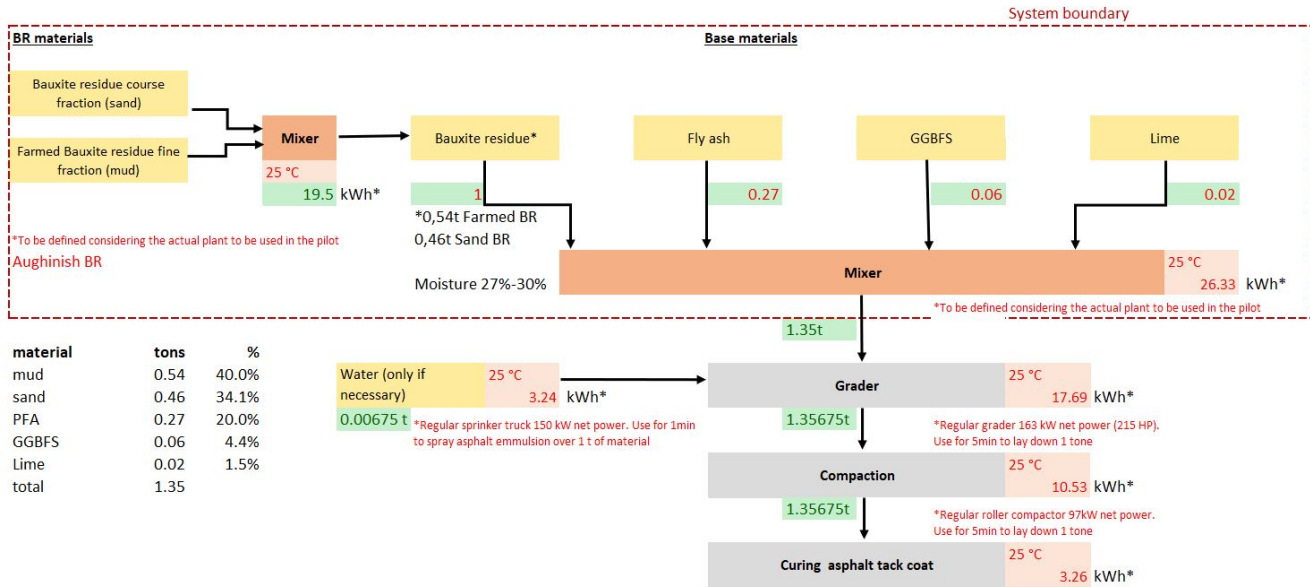 System boundary
BR materials
Base materials
Bauxite residue course
fraction (sand)
Farmed Bauxite residue fine
fraction (mud)
Mixer
25 °C
19.5 kWh*
Bauxite residue*
Fly ash
GGBFS
Lime
1
0.27
0.06
0.02
*0,54t Farmed BR
0,46t Sand BR
*To be defined considering the actual plant to be used in the pilot
Aughinish BR
Moisture 27%-30%
Mixer
25 °C
26.33 kWh*
*To be defined considering the actual plant to be used in the pilot
1.35t
material tons %
mud 0.54 40.0%
sand 0.46 34.1%
PFA 0.27 20.0%
GGBFS 0.06 4.4%
Lime 0.02 1.5%
total 1.35
Water (only if
necessary)
25 °C
3.24 kWh*
0.00675 t
*Regular sprinker truck 150 kW net power. Use for 1min
to spray asphalt emmulsion over 1 t of material
Grader
25 °C
17.69 kWh*
1.35675t
*Regular grader 163 kW net power (215 HP).
Use for 5min to lay down 1 tone
Compaction
25 °C
10.53 kWh*
1.35675t
*Regular roller compactor 97kW net power.
Use for 5min to lay down 1 tone
Curing asphalt tack coat
25 °C
3.26 kWh*